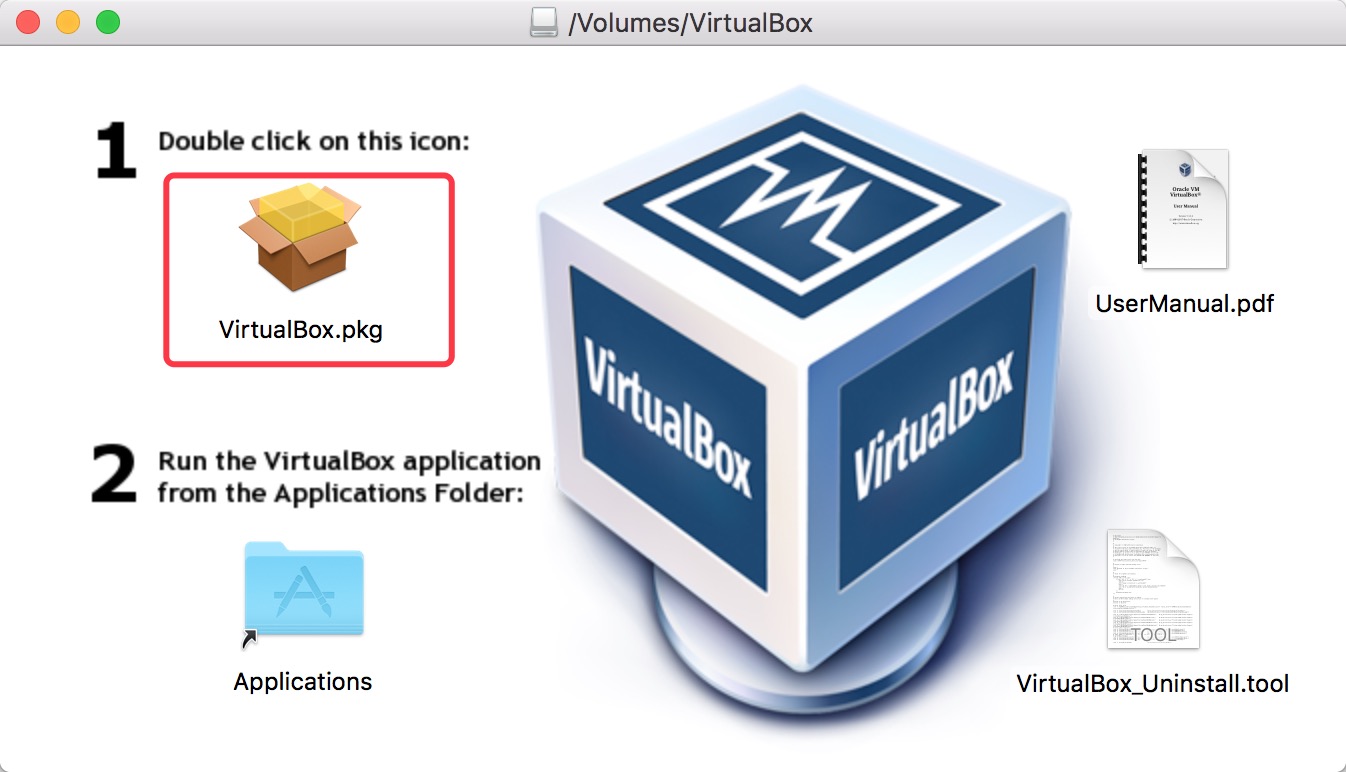 /Volumes/VirtualBox
1
Double click on this icon:
VirtualBox.pkg
2
Run the VirtualBox application
from the Applications Folder:
Applications
VirtualBox
VirtualBox
Oracle VM
VirtualBox®
User Manual
UserManual.pdf
TOOL
VirtualBox_Uninstall.tool